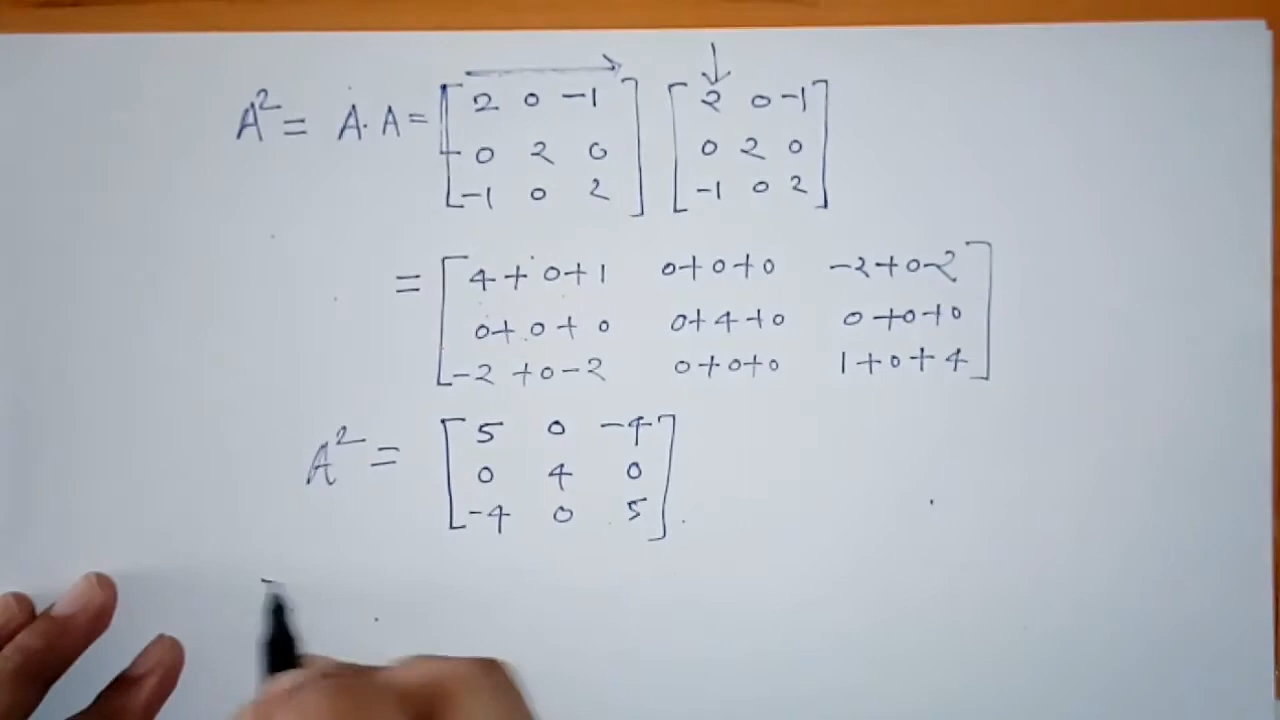 A² = A · A = [ 2 0 -1 ] [ 2 0 -1 ]
0 2 0 0 2 0
-1 0 2 -1 0 2
= [ 4+0+1 0+0+0 -2+0-2 ]
0+0+0 0+4+0 0+0+0
-2+0-2 0+0+0 1+0+4
A² = [ 5 0 -4 ]
0 4 0
-4 0 5